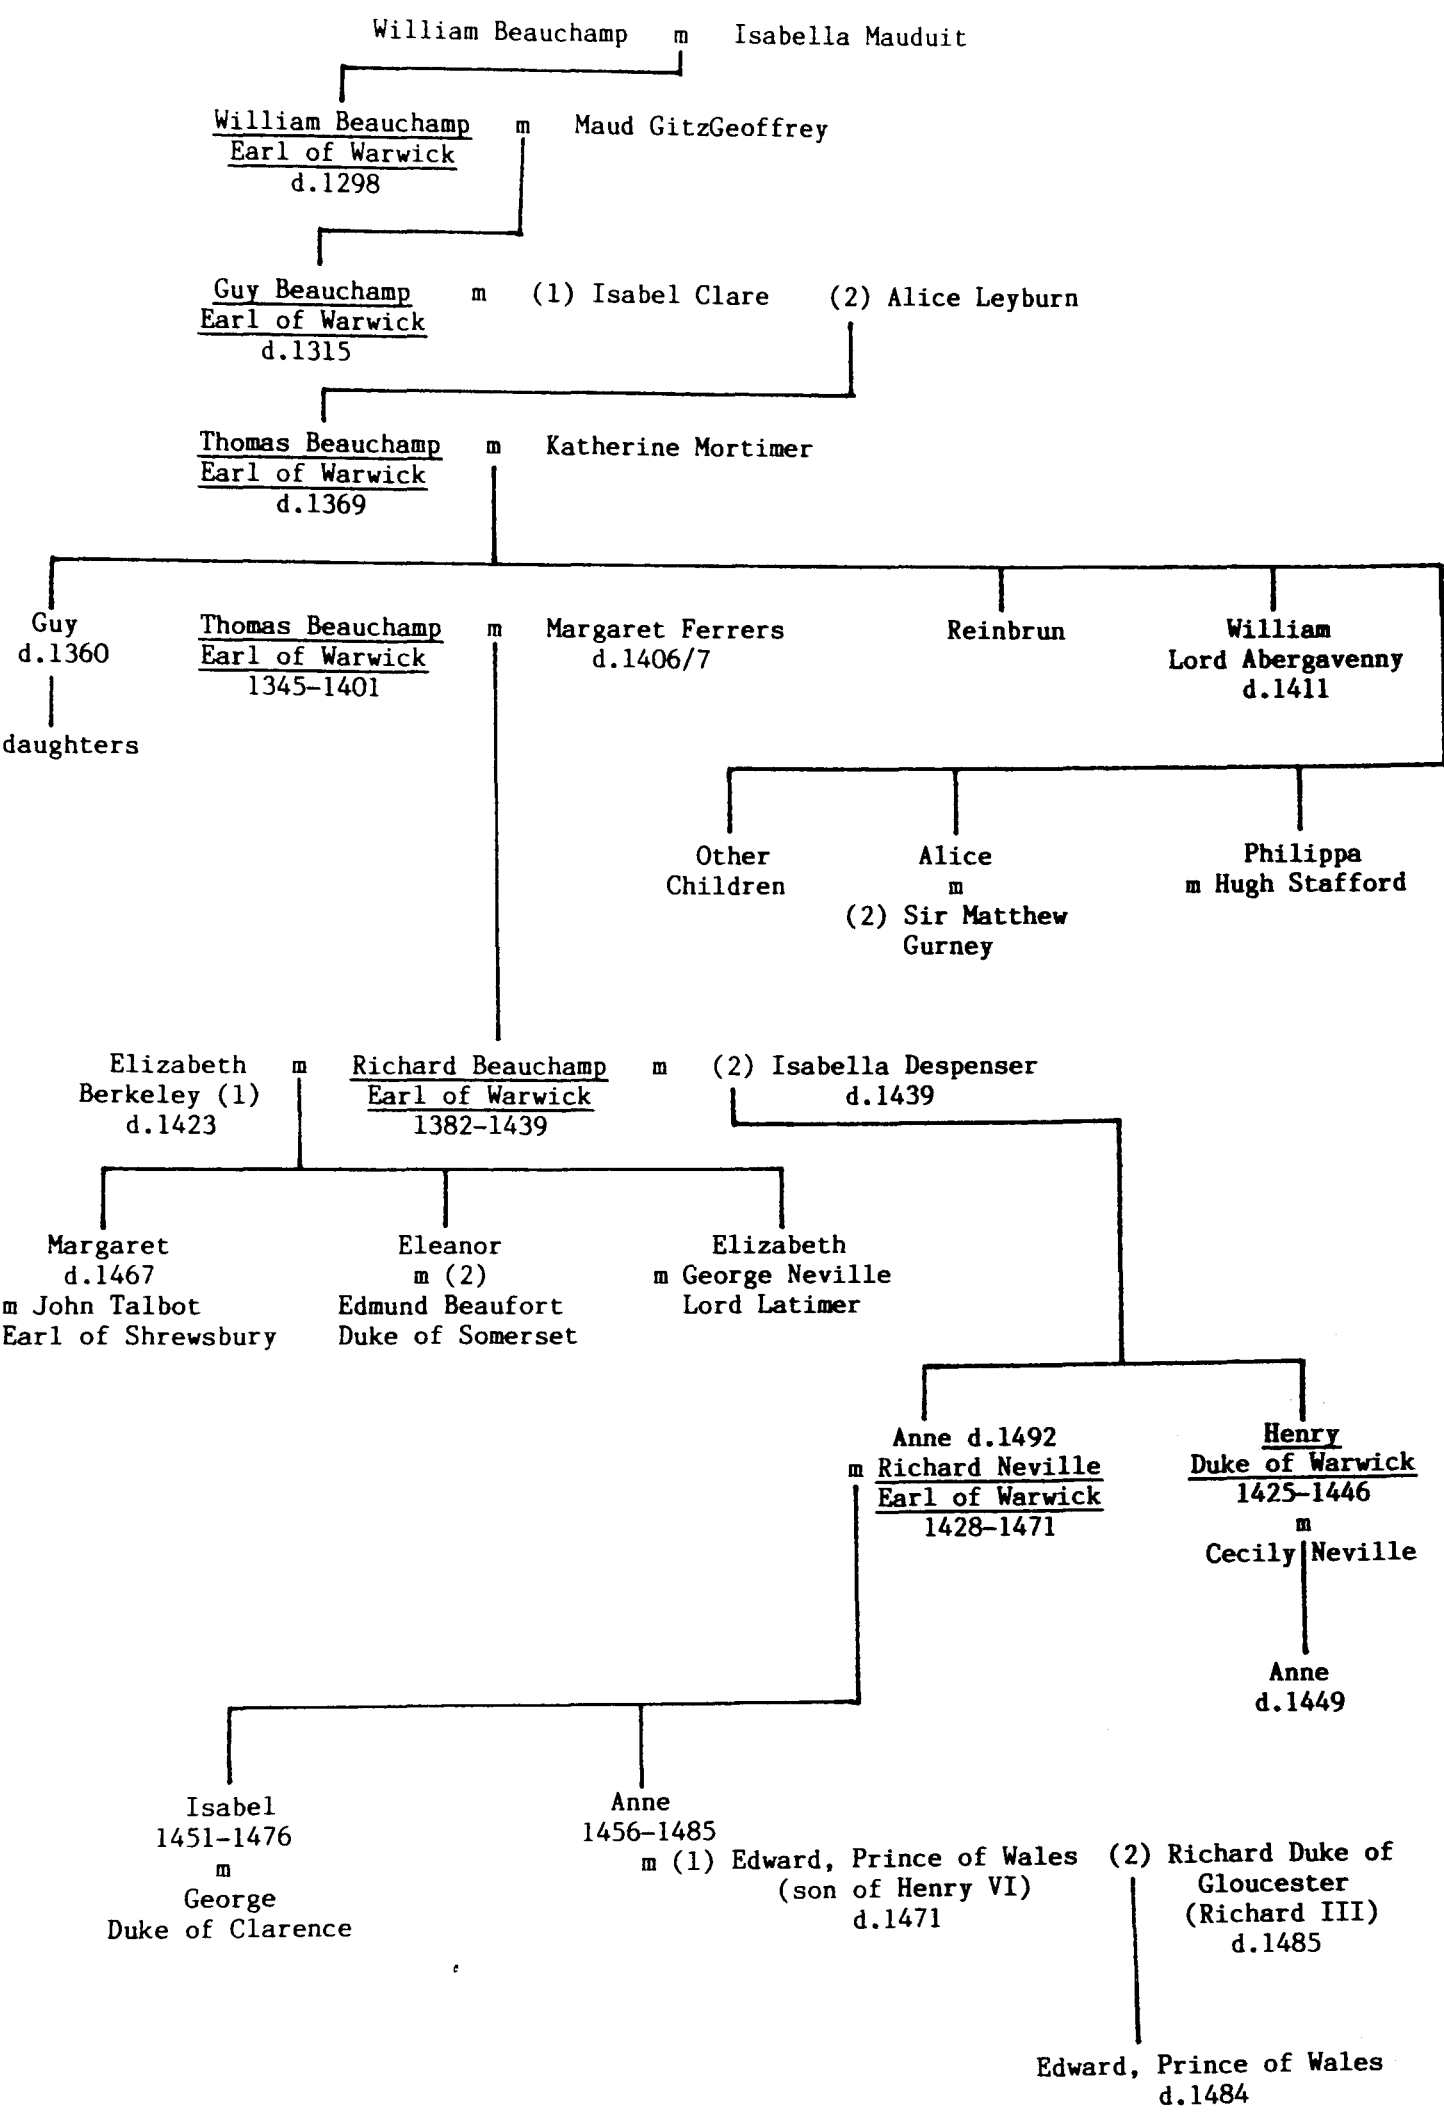 William Beauchamp m Isabella Mauduit
William Beauchamp m Maud GitzGeoffrey
Earl of Warwick
d.1298
Guy Beauchamp m (1) Isabel Clare (2) Alice Leyburn
Earl of Warwick
d.1315
Thomas Beauchamp m Katherine Mortimer
Earl of Warwick
d.1369
Guy
d.1360
daughters
Thomas Beauchamp m Margaret Ferrers
Earl of Warwick d.1406/7
1345-1401
Reinbrun
William
Lord Abergavenny
d.1411
Other
Children
Alice
m
(2) Sir Matthew
Gurney
Philippa
m Hugh Stafford
Elizabeth m Richard Beauchamp m (2) Isabella Despenser
Berkeley (1) Earl of Warwick d.1439
d.1423 1382-1439
Margaret
d.1467
m John Talbot
Earl of Shrewsbury
Eleanor
m (2)
Edmund Beaufort
Duke of Somerset
Elizabeth
m George Neville
Lord Latimer
Anne d.1492
m Richard Neville
Earl of Warwick
1428-1471
Henry
Duke of Warwick
1425-1446
m
Cecily Neville
Anne
d.1449
Isabel
1451-1476
m
George
Duke of Clarence
Anne
1456-1485
m (1) Edward, Prince of Wales
(son of Henry VI)
d.1471
(2) Richard Duke of
Gloucester
(Richard III)
d.1485
Edward, Prince of Wales
d.1484